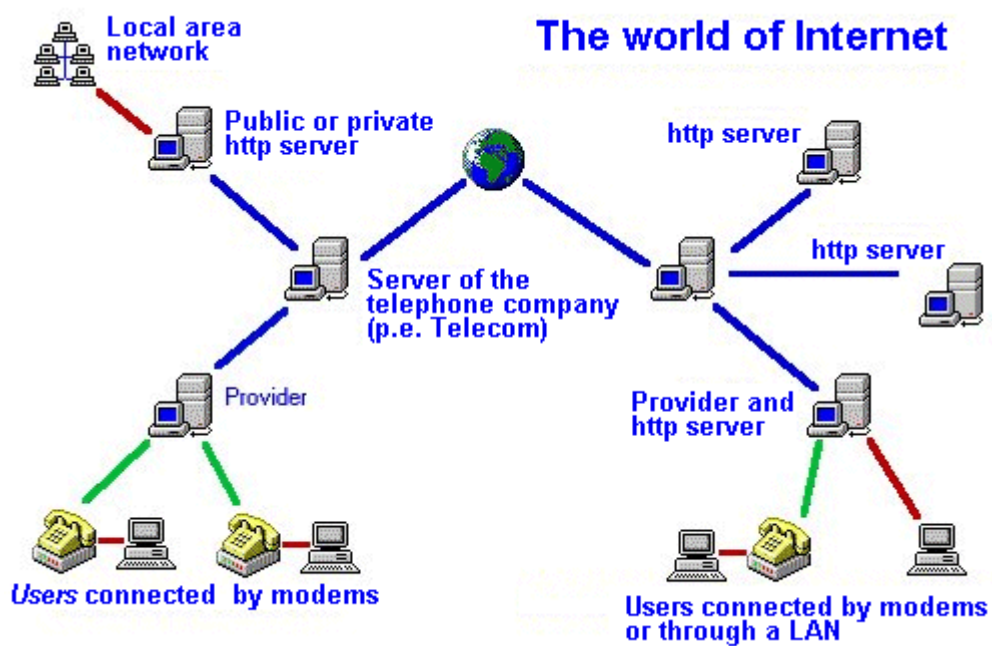 The world of Internet
Local area
network
Public or private
http server
http server
http server
Server of the
telephone company
(p.e. Telecom)
Provider
Provider and
http server
Users connected by modems
Users connected by modems
or through a LAN